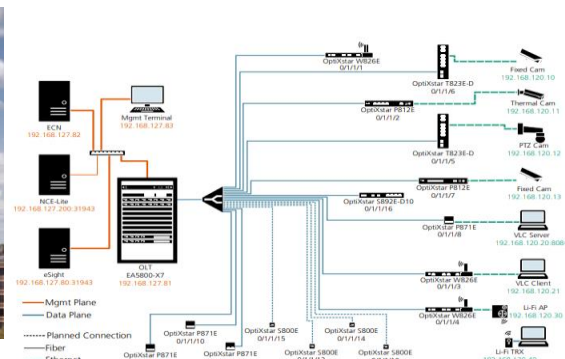 OptiXstar W826E
0/1/1/1
OptiXstar T823E-D
0/1/1/6
Fixed Cam
192.168.120.10
ECN
192.168.127.82
Mgmt Terminal
192.168.127.83
OptiXstar P812E
0/1/1/2
Thermal Cam
192.168.120.11
OptiXstar T823E-D
0/1/1/5
PTZ Cam
192.168.120.12
NCE-Lite
192.168.127.200:31943
OptiXstar P812E
0/1/1/7
Fixed Cam
192.168.120.13
OptiXstar S892E-D10
0/1/1/16
OptiXstar P871E
0/1/1/8
VLC Server
192.168.120.20:808
eSight
192.168.127.80:31943
OLT
EA5800-X7
192.168.127.81
OptiXstar W826E
0/1/1/3
VLC Client
192.168.120.21
Mgmt Plane
Data Plane
OptiXstar W826E
0/1/1/4
Li-Fi AP
192.168.120.30
Planned Connection
Fiber
Ethernet
OptiXstar P871E
0/1/1/10
OptiXstar S800E
0/1/1/15
OptiXstar S800E
0/1/1/14
Li-Fi TRX
OptiXstar P871E
OptiXstar P871E
OptiXstar S800E
OptiXstar S800E